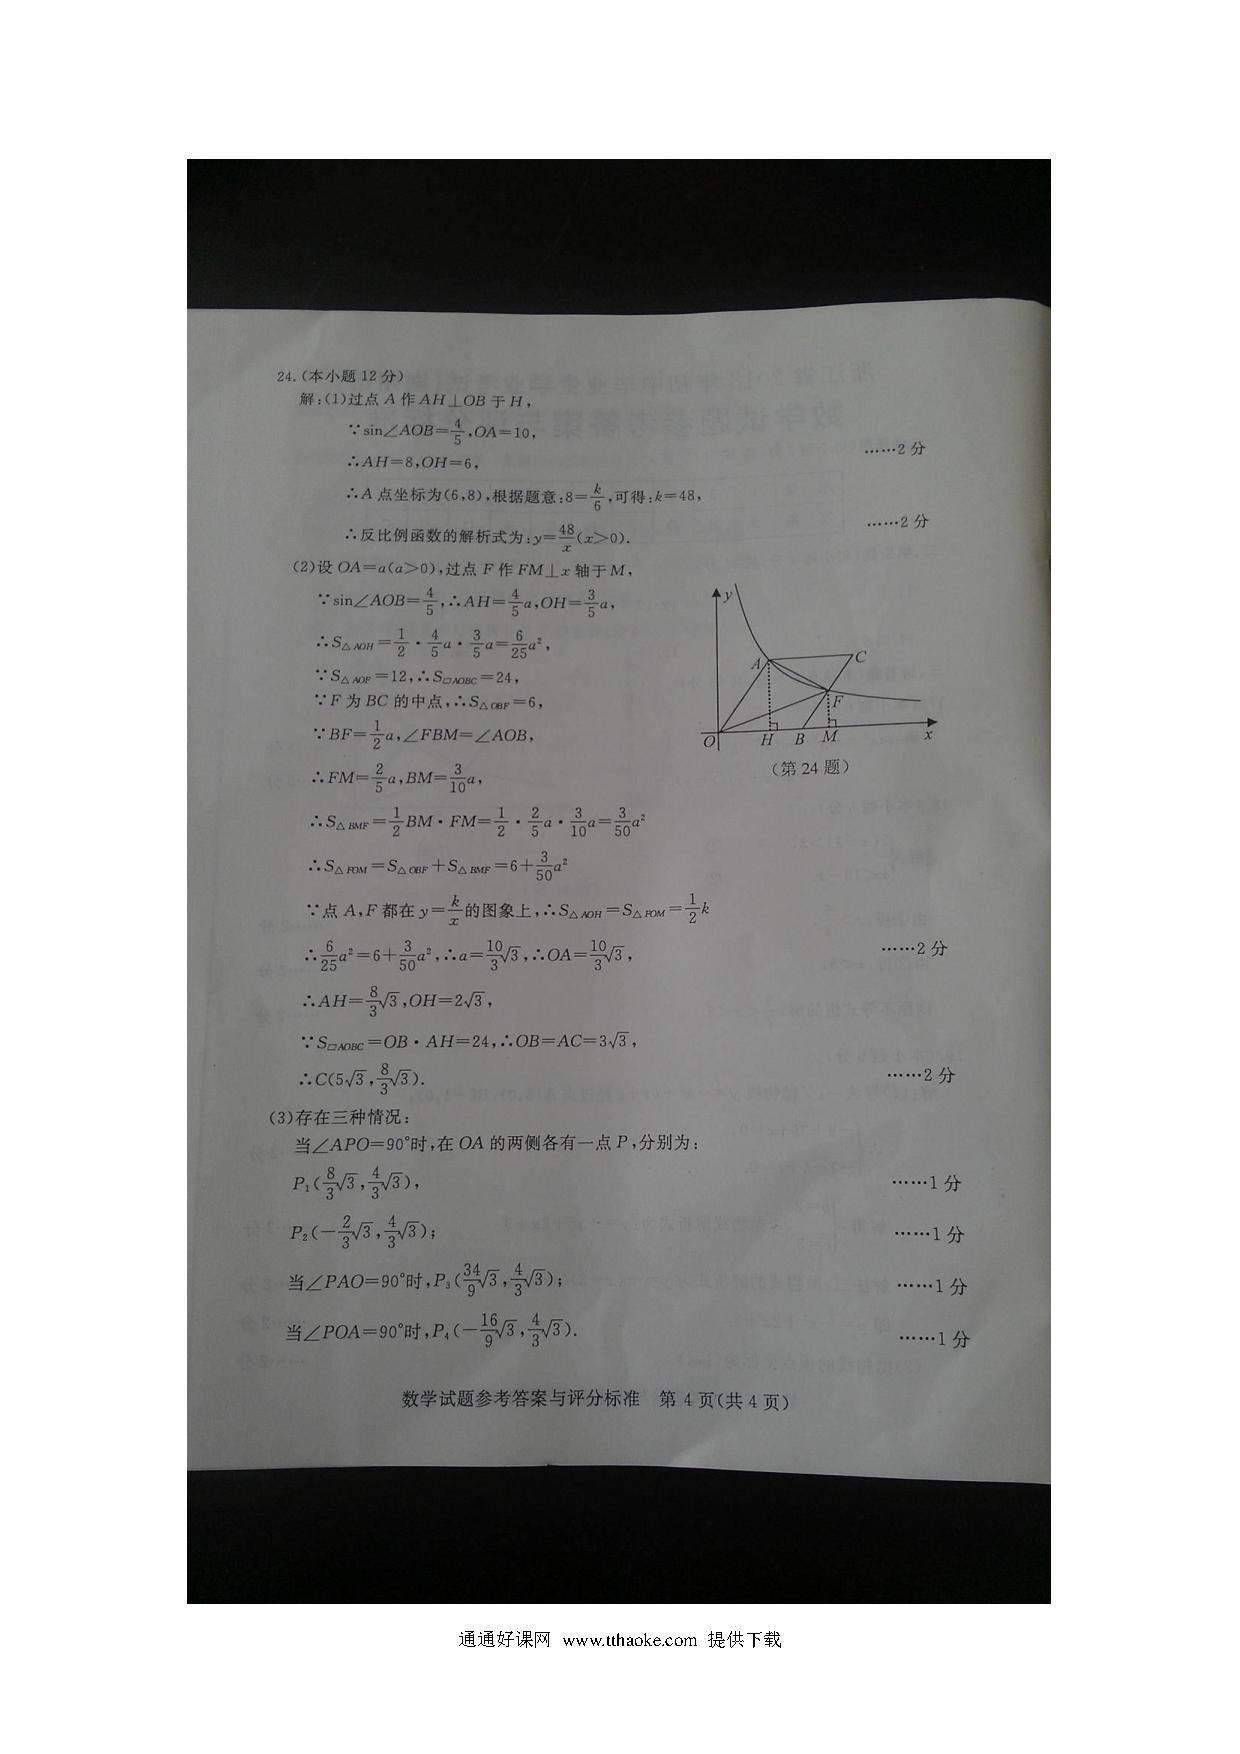 24.(本小题12分)
解:(1)过点A作AH⊥OB于H,
∵sin∠AOB=4/5,OA=10,
∴AH=8,OH=6, ……2分
∴A点坐标为(6,8),根据题意:8=k/6,可得:k=48,
∴反比例函数的解析式为:y=48/x(x>0). ……2分
(2)设OA=a(a>0),过点F作FM⊥x轴于M,
∵sin∠AOB=4/5,∴AH=4/5a,OH=3/5a,
∴S△AOH=1/2·4/5a·3/5a=6/25a²,
∵S△AOF=12,∴S□AOBC=24,
∵F为BC的中点,∴S△OBF=6,
∵BF=1/2a,∠FBM=∠AOB,
∴FM=2/5a,BM=3/10a,
∴S△BMF=1/2BM·FM=1/2·2/5a·3/10a=3/50a²
∴S△FOM=S△OBF+S△BMF=6+3/50a²
∵点A,F都在y=k/x的图象上,∴S△AOH=S△FOM=1/2k
∴6/25a²=6+3/50a²,∴a=10/3√3,∴OA=10/3√3, ……2分
∴AH=8/3√3,OH=2√3,
∵S□AOBC=OB·AH=24,∴OB=AC=3√3,
∴C(5√3,8/3√3). ……2分
y
A
C
F
O
H
B
M
x
(第24题)
(3)存在三种情况:
当∠APO=90°时,在OA的两侧各有一点P,分别为:
P₁(8/3√3,4/3√3), ……1分
P₂(-2/3√3,4/3√3); ……1分
当∠PAO=90°时,P₃(34/9√3,4/3√3); ……1分
当∠POA=90°时,P₄(-16/9√3,4/3√3). ……1分
数学试题参考答案与评分标准 第4页(共4页)
通通好课网 www.tthaoke.com 提供下载